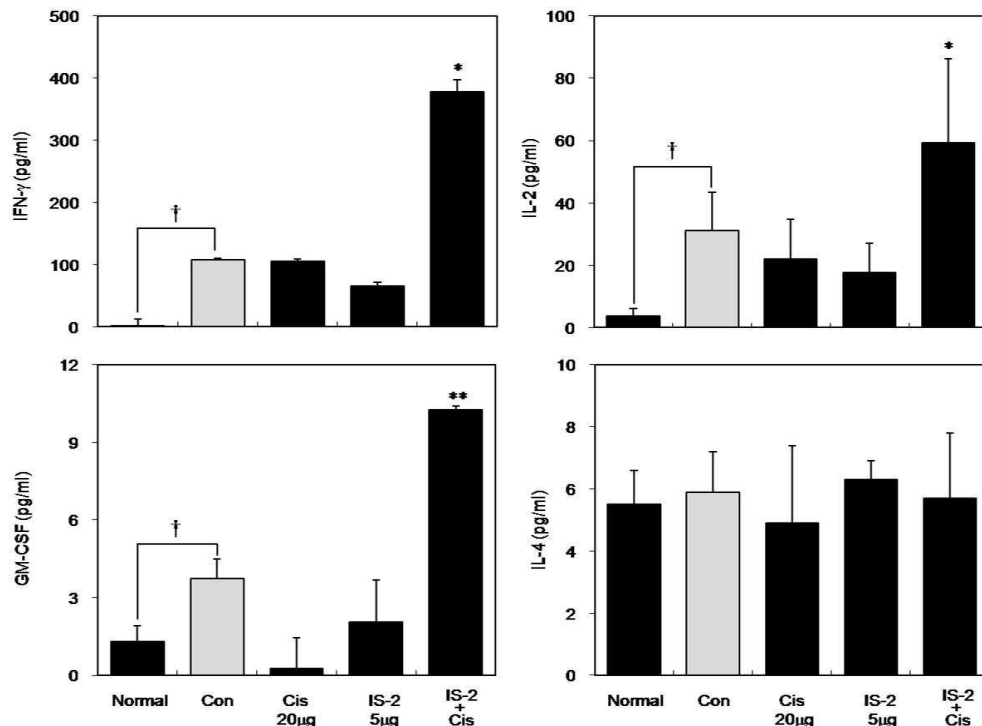 500
400
300
200
100
0
IFN-γ (pg/ml)
†
*
100
80
60
40
20
0
IL-2 (pg/ml)
†
*
12
9
6
3
0
GM-CSF (pg/ml)
†
**
Normal
Con
Cis
20µg
IS-2
5µg
IS-2
+
Cis
10
8
6
4
2
0
IL-4 (pg/ml)
Normal
Con
Cis
20µg
IS-2
5µg
IS-2
+
Cis